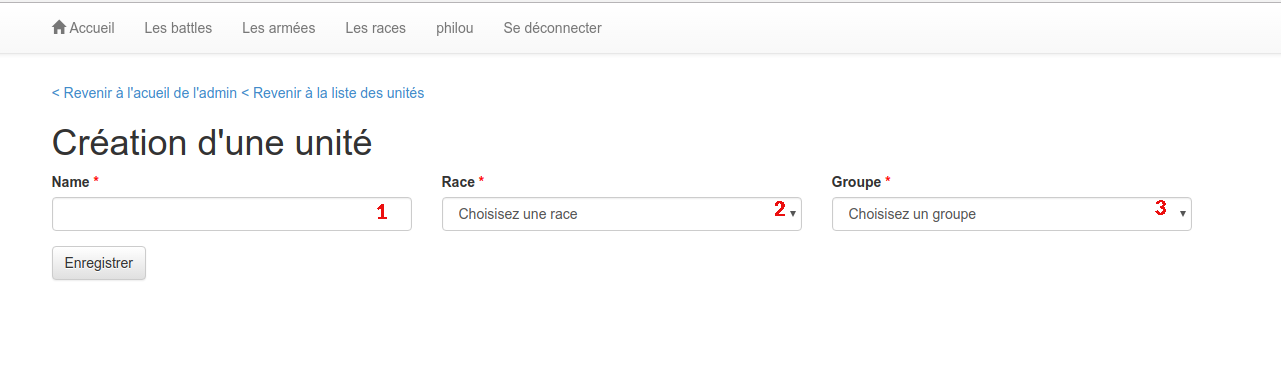 Accueil Les battles Les armées Les races philou Se déconnecter
< Revenir à l'acueil de l'admin < Revenir à la liste des unités
Création d'une unité
Name * Race * Groupe *
1 Choisisez une race 2 Choisisez un groupe 3
Enregistrer